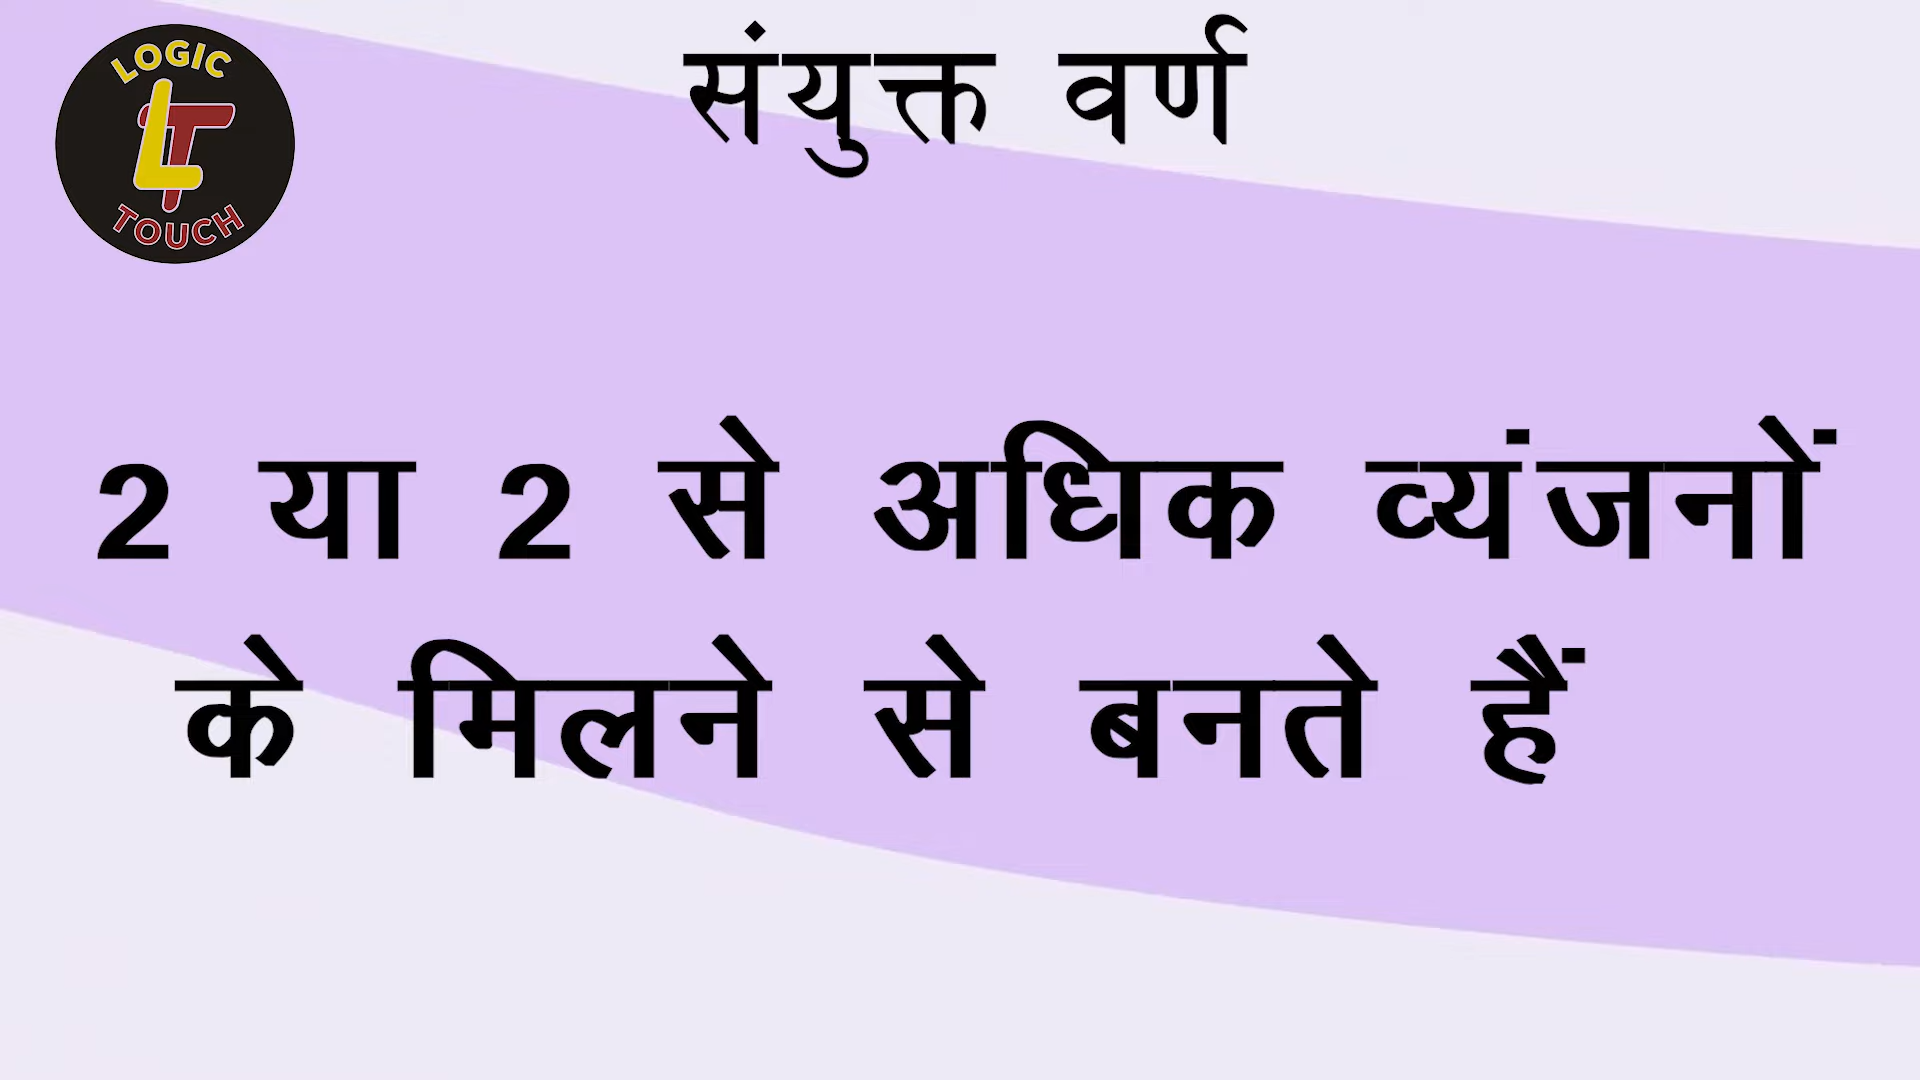 LOGIC
LT
TOUCH
संयुक्त वर्ण
2 या 2 से अधिक व्यंजनों
के मिलने से बनते हैं